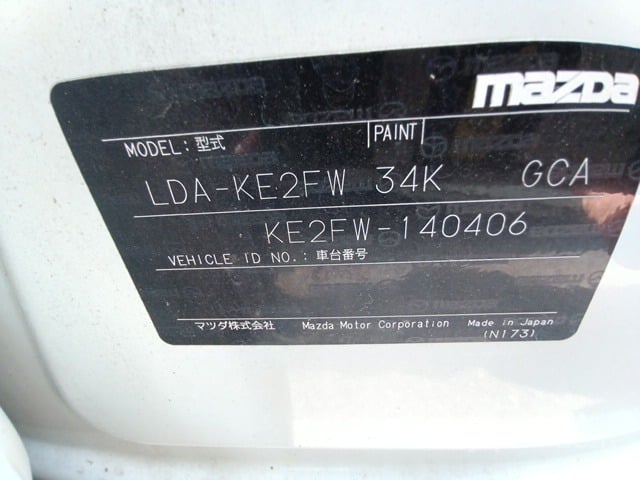 mazda
MODEL: 型式 PAINT
LDA-KE2FW 34K GCA
KE2FW-140406
VEHICLE ID NO.: 車台番号
マツダ株式会社 Mazda Motor Corporation Made in Japan
(N173)